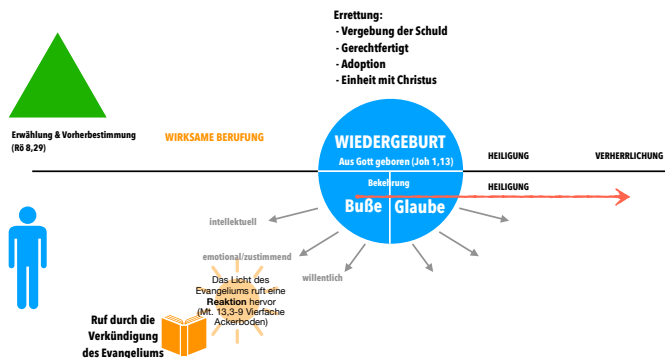 Errettung:
- Vergebung der Schuld
- Gerechtfertigt
- Adoption
- Einheit mit Christus
Erwählung & Vorherbestimmung
(Rö 8,29)
WIRKSAME BERUFUNG
WIEDERGEBURT
Aus Gott geboren (Joh 1,13)
HEILIGUNG
VERHERRLICHUNG
Bekehrung
HEILIGUNG
Buße
Glaube
intellektuell
emotional/zustimmend
willentlich
Das Licht des
Evangeliums ruft eine
Reaktion hervor
(Mt. 13,3-9 Vierfache
Ackerboden)
Ruf durch die
Verkündigung
des Evangeliums